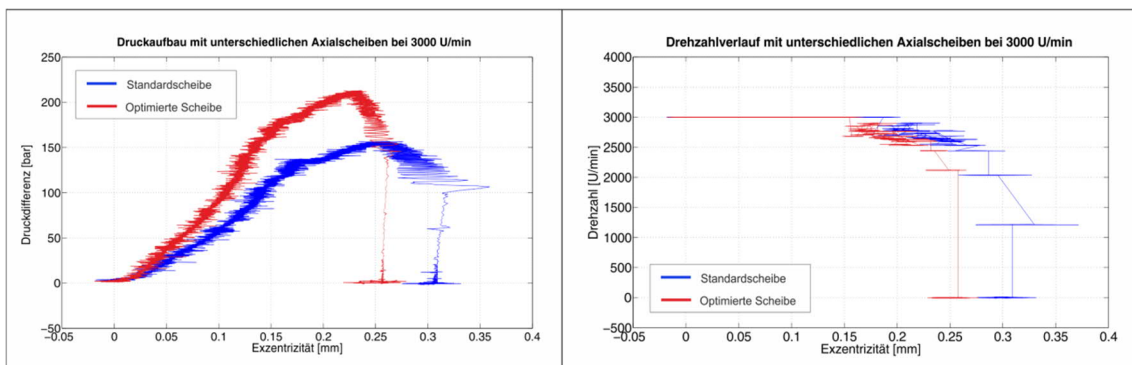 Druckaufbau mit unterschiedlichen Axialscheiben bei 3000 U/min
250
200
150
100
50
0
−50
Druckdifferenz [bar]
Standardscheibe
Optimierte Scheibe
−0.05 0 0.05 0.1 0.15 0.2 0.25 0.3 0.35 0.4
Exzentrizität [mm]
Drehzahlverlauf mit unterschiedlichen Axialscheiben bei 3000 U/min
4000
3500
3000
2500
2000
1500
1000
500
0
−500
Drehzahl [U/min]
Standardscheibe
Optimierte Scheibe
−0.05 0 0.05 0.1 0.15 0.2 0.25 0.3 0.35 0.4
Exzentrizität [mm]